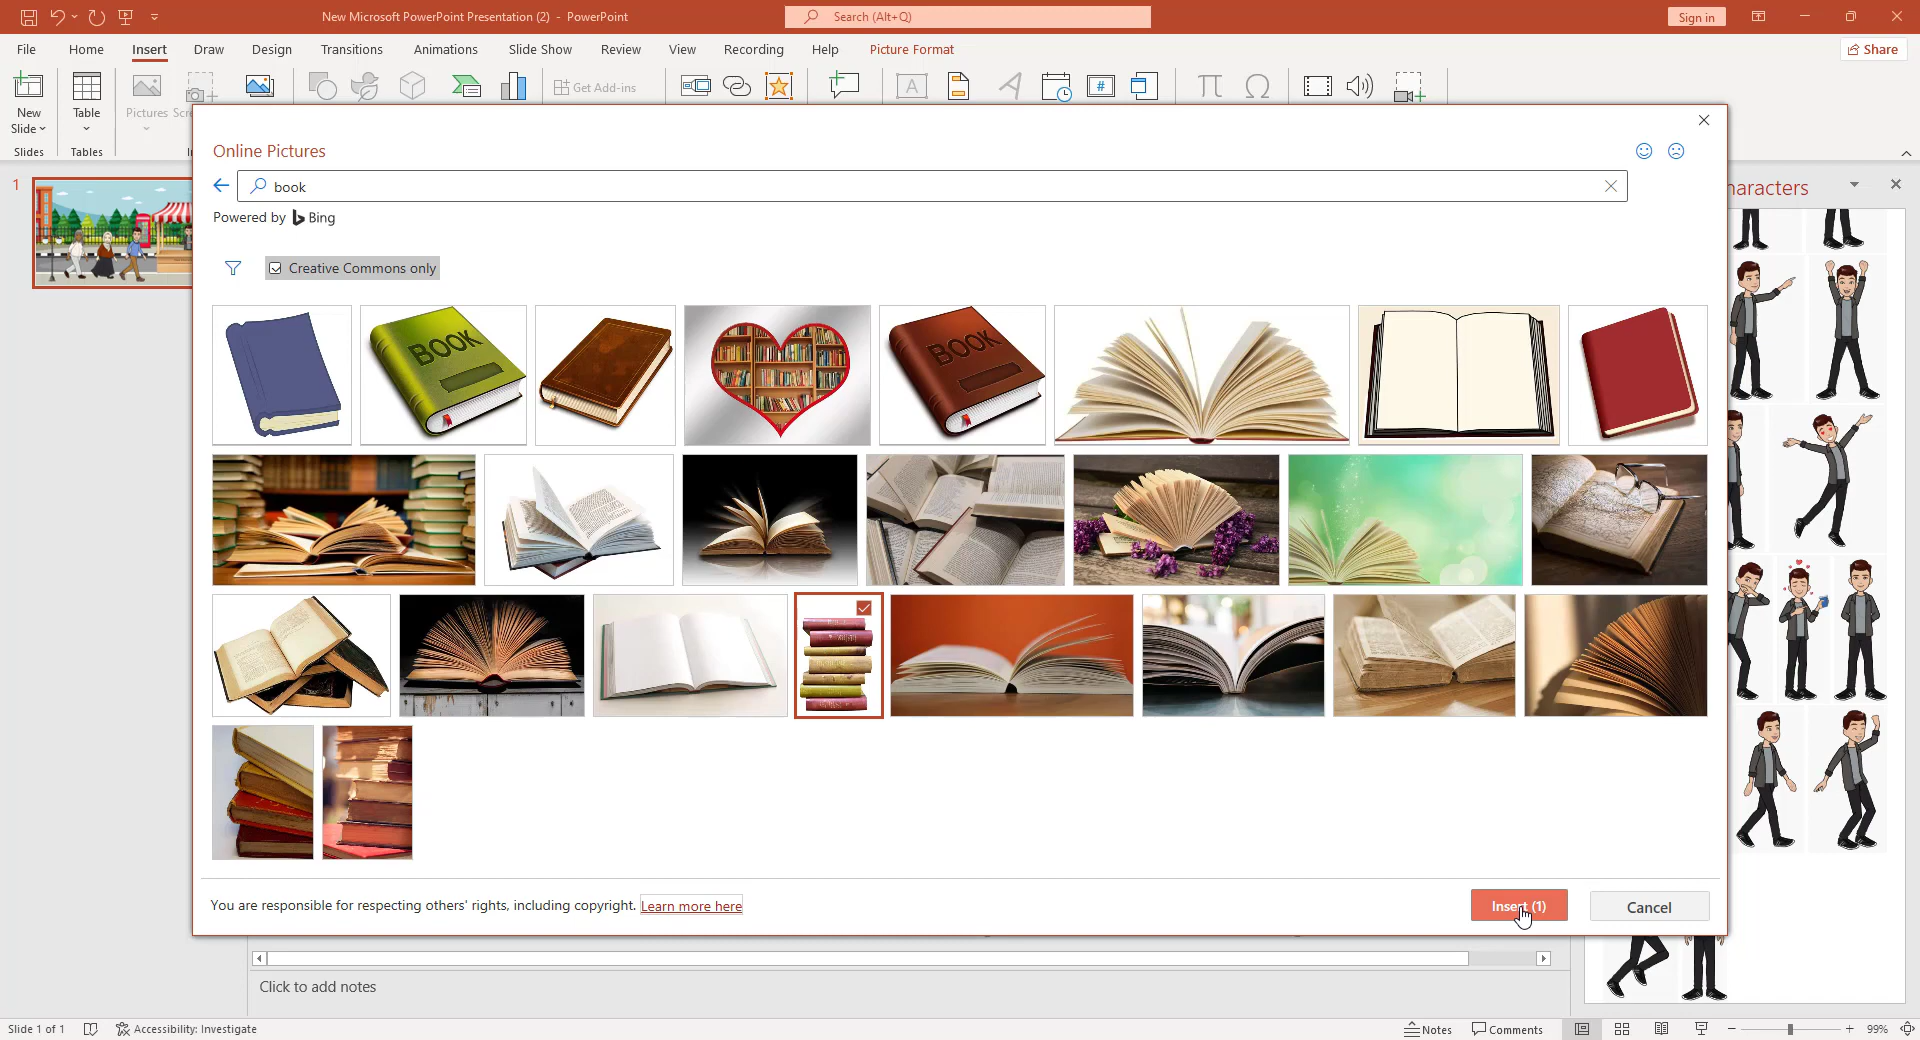 New Microsoft PowerPoint Presentation (2) - PowerPoint
Search (Alt+Q)
Sign in
File Home Insert Draw Design Transitions Animations Slide Show Review View Recording Help Picture Format
Share
New Slide
Table
Pictures
Get Add-ins
Slides
Tables
Online Pictures
book
Powered by Bing
Creative Commons only
BOOK
BOOK
1
You are responsible for respecting others' rights, including copyright. Learn more here
Insert (1)
Cancel
Click to add notes
Slide 1 of 1
Accessibility: Investigate
Notes
Comments
99%